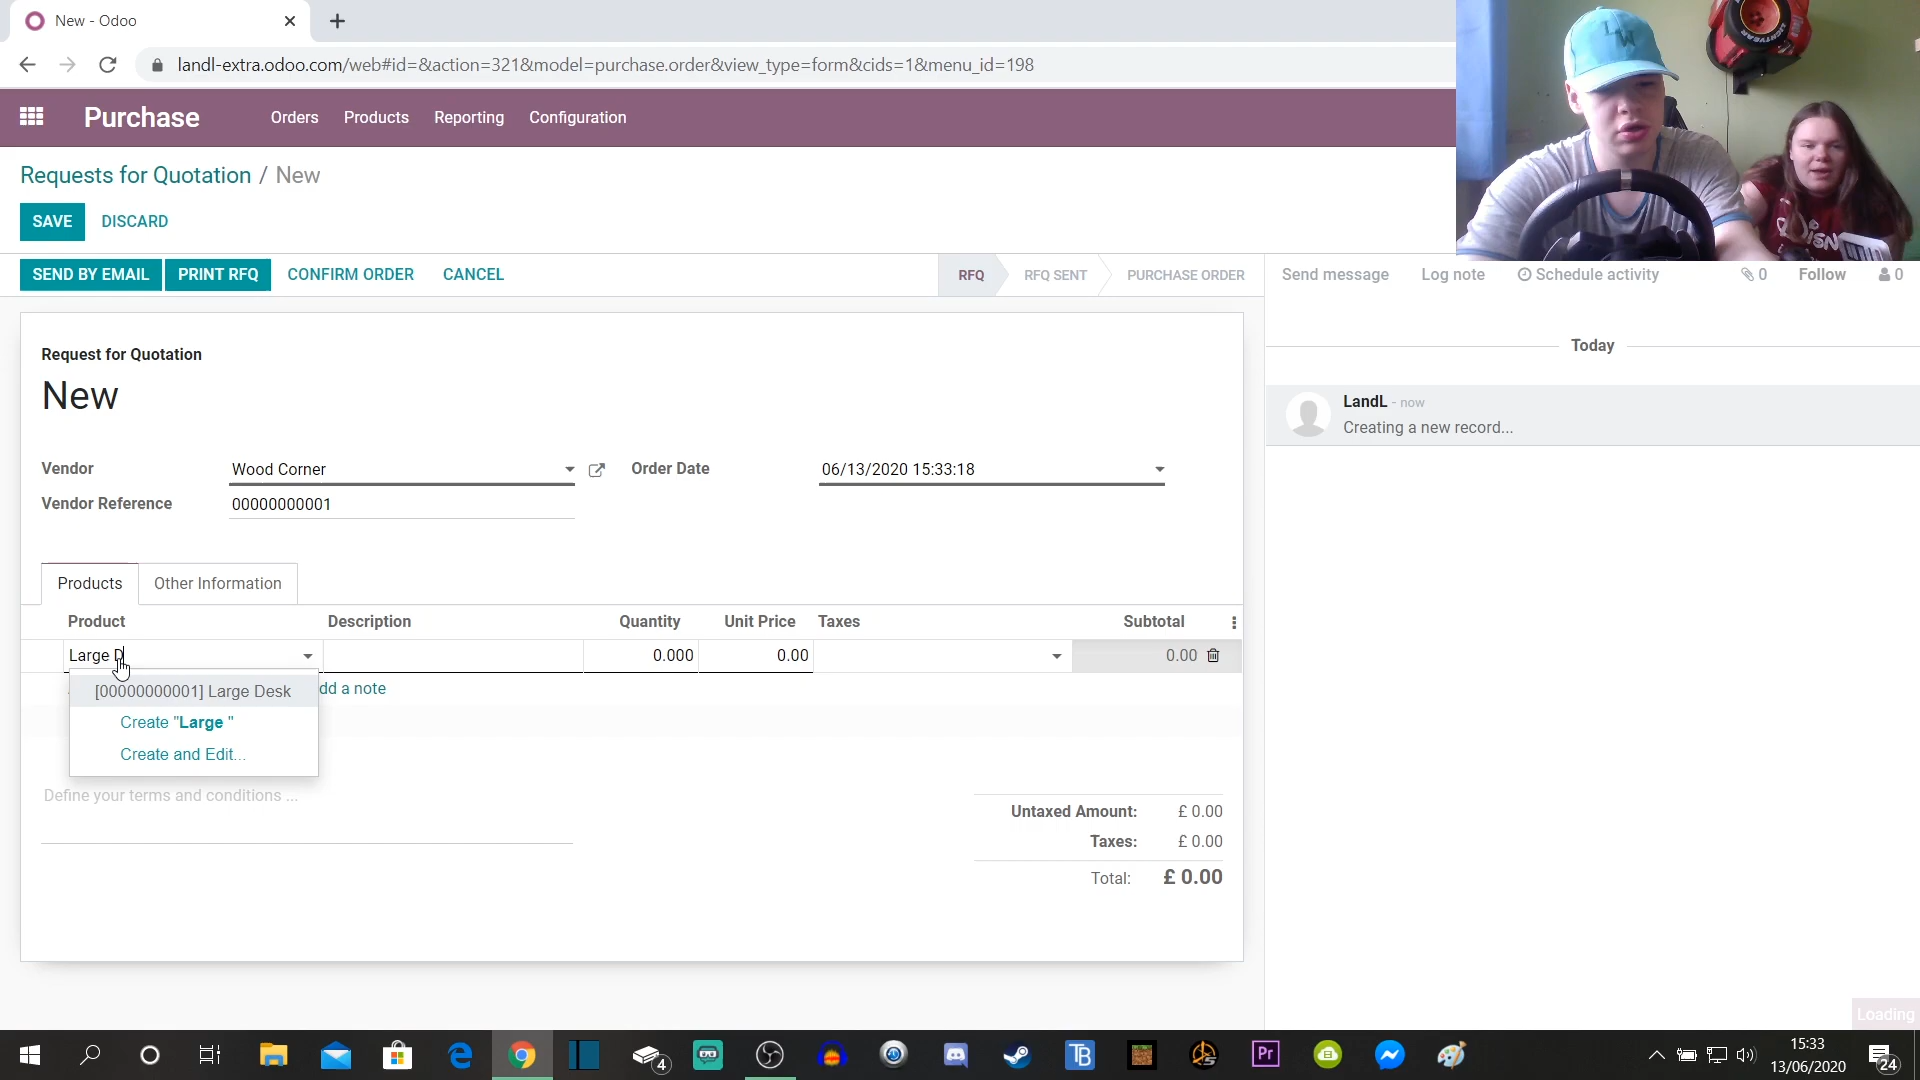 New - Odoo
landl-extra.odoo.com/web#id=&action=321&model=purchase.order&view_type=form&cids=1&menu_id=198
Purchase
Orders
Products
Reporting
Configuration
Requests for Quotation / New
SAVE
DISCARD
SEND BY EMAIL
PRINT RFQ
CONFIRM ORDER
CANCEL
RFQ
RFQ SENT
PURCHASE ORDER
Send message
Log note
Schedule activity
0
Follow
0
Request for Quotation
New
Today
LandL - now
Creating a new record...
Vendor
Wood Corner
Order Date
06/13/2020 15:33:18
Vendor Reference
00000000001
Products
Other Information
Product
Description
Quantity
Unit Price
Taxes
Subtotal
Large D
0.000
0.00
0.00
[00000000001] Large Desk
dd a note
Create "Large "
Create and Edit...
Define your terms and conditions ...
Untaxed Amount:
£ 0.00
Taxes:
£ 0.00
Total:
£ 0.00
Loading
4
TB
Pr
15:33
13/06/2020
24